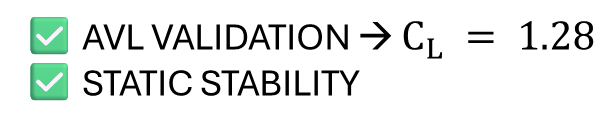 ✅ AVL VALIDATION → C_L = 1.28
✅ STATIC STABILITY